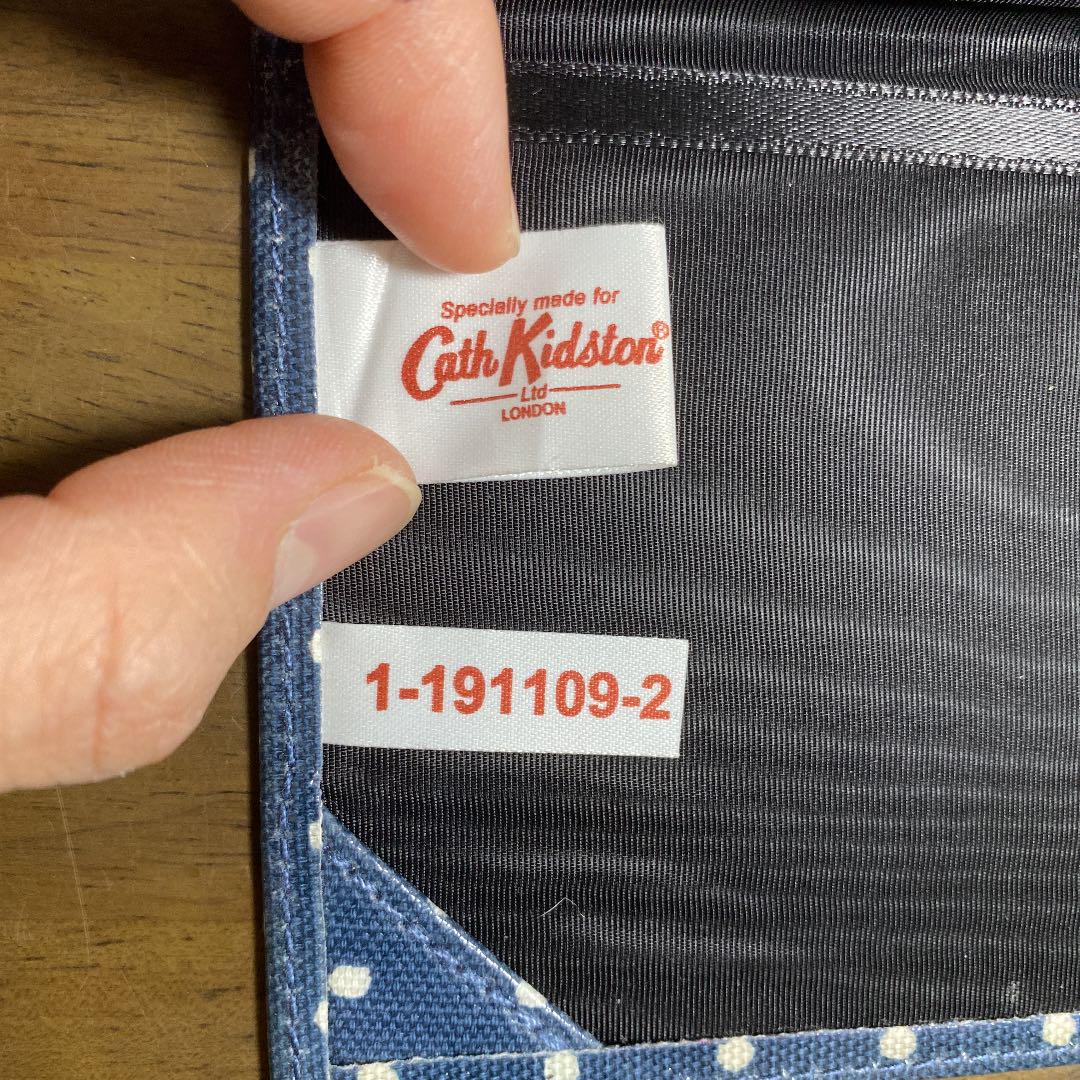 Specially made for
Cath Kidston®
Ltd
LONDON
1-191109-2